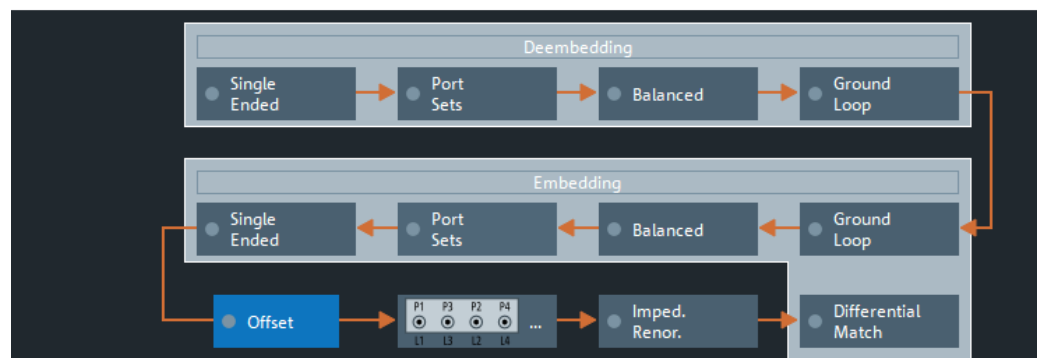 Deembedding
Single
Ended
Port
Sets
Balanced
Ground
Loop
Embedding
Single
Ended
Port
Sets
Balanced
Ground
Loop
Offset
P1 P3 P2 P4
L1 L3 L2 L4
...
Imped.
Renor.
Differential
Match